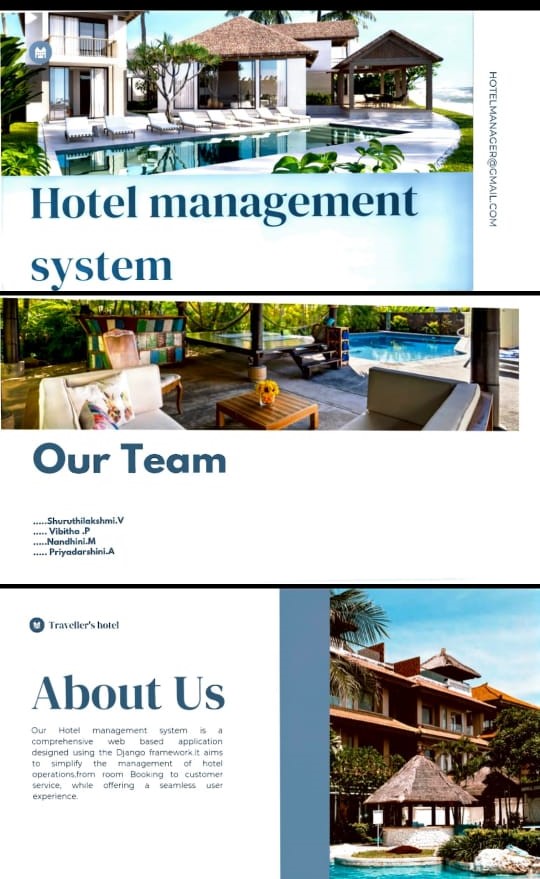 Hotel management
system
HOTELMANAGER@GMAIL.COM
Our Team
.....Shuruthilakshmi.V
..... Vibitha .P
.....Nandhini.M
..... Priyadarshini.A
Traveller's hotel
About Us
Our Hotel management system is a
comprehensive web based application
designed using the Django framework.It aims
to simplify the management of hotel
operations,from room Booking to customer
service, while offering a seamless user
experience.